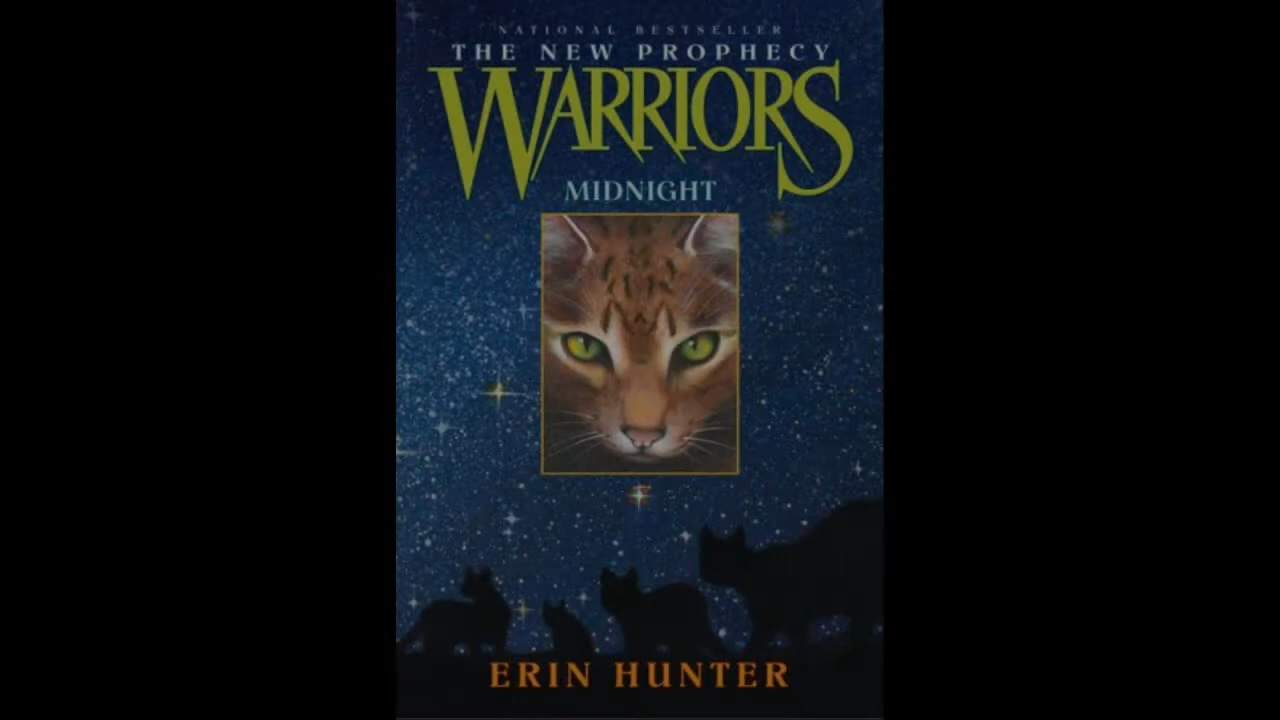 NATIONAL BESTSELLER
THE NEW PROPHECY
WARRIORS
MIDNIGHT
ERIN HUNTER